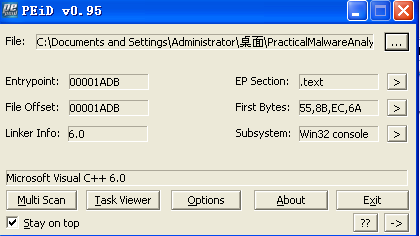 PEiD v0.95
File: C:\Documents and Settings\Administrator\桌面\PracticalMalwareAnaly ...
Entrypoint: 00001ADB EP Section: .text >
File Offset: 00001ADB First Bytes: 55,8B,EC,6A >
Linker Info: 6.0 Subsystem: Win32 console >
Microsoft Visual C++ 6.0
Multi Scan Task Viewer Options About Exit
Stay on top ?? ->